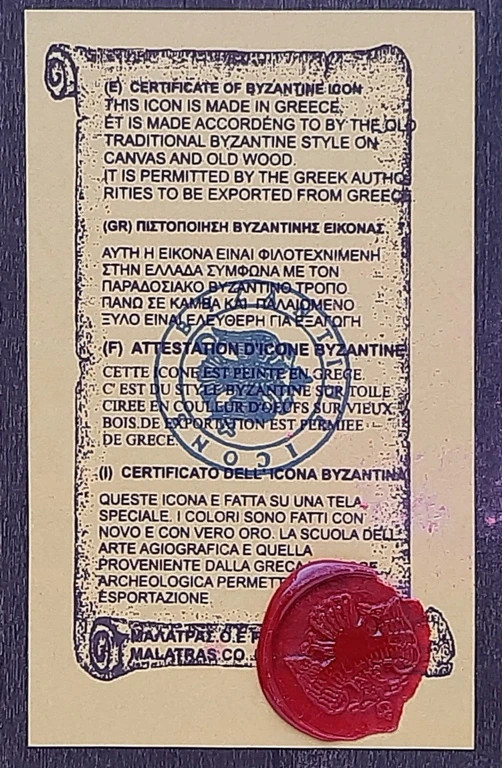 (E) CERTIFICATE OF BYZANTINE ICON
THIS ICON IS MADE IN GREECE.
ET IS MADE ACCORDÉNG TO BY THE OLD
TRADITIONAL BYZANTINE STYLE ON
CANVAS AND OLD WOOD.
IT IS PERMITTED BY THE GREEK AUTHO
RITIES TO BE EXPORTED FROM GREECE
(GR) ΠΙΣΤΟΠΟΙΗΣΗ ΒΥΖΑΝΤΙΝΗΣ ΕΙΚΟΝΑΣ
ΑΥΤΗ Η ΕΙΚΟΝΑ ΕΙΝΑΙ ΦΙΛΟΤΕΧΝΙΜΕΝΗ
ΣΤΗΝ ΕΛΛΑΔΑ ΣΥΜΦΩΝΑ ΜΕ ΤΟΝ
ΠΑΡΑΔΟΣΙΑΚΟ ΒΥΖΑΝΤΙΝΟ ΤΡΟΠΟ
ΠΑΝΩ ΣΕ ΚΑΜΒΑ ΚΑΙ ΠΑΛΑΙΟΜΕΝΟ
ΞΥΛΟ ΕΙΝΑΙ ΕΛΕΥΘΕΡΗ ΓΙΑ ΕΞΑΓΩΓΗ
(F) ATTESTATION D'ICONE BYZANTINE
CETTE ICONE EST PEINTE EN GRECE
C' EST DU STYLE BYZANTINE SUR TOILE
CIREE EN COULEUR D'OEUFS SUR VIEUX
BOIS.DE EXPORTATION EST PERMIEE
DE GRECE
(I) CERTIFICATO DELL'ICONA BYZANTINA
QUESTE ICONA E FATTA SU UNA TELA
SPECIALE. I COLORI SONO FATTI CON
NOVO E CON VERO ORO. LA SCUOLA DELL
ARTE AGIOGRAFICA E QUELLA
PROVENIENTE DALLA GRECA
ARCHEOLOGICA PERMETT
ESPORTAZIONE
ΜΑΛΑΤΡΑΣ Ο.Ε
MALATRAS CO
BYZANTINE ICON